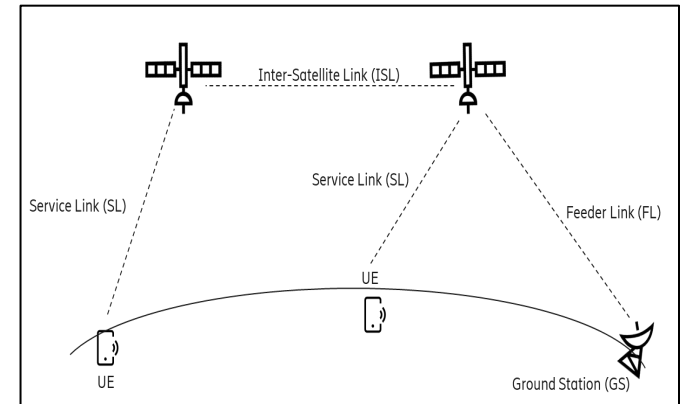 Inter-Satellite Link (ISL)
Service Link (SL)
Service Link (SL)
Feeder Link (FL)
UE
UE
Ground Station (GS)